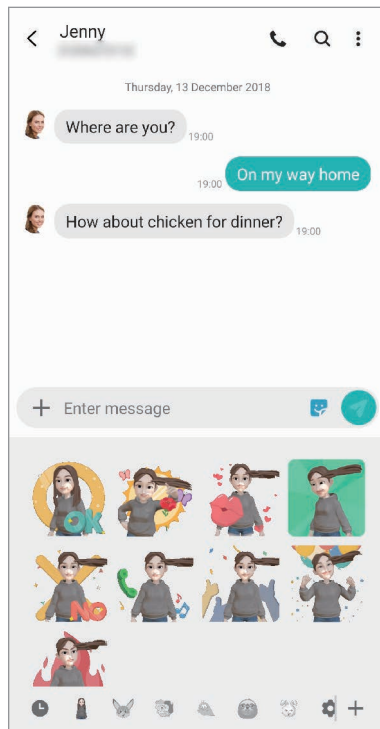 Jenny
Thursday, 13 December 2018
Where are you?
19:00
19:00
On my way home
How about chicken for dinner?
19:00
Enter message
OK
NO